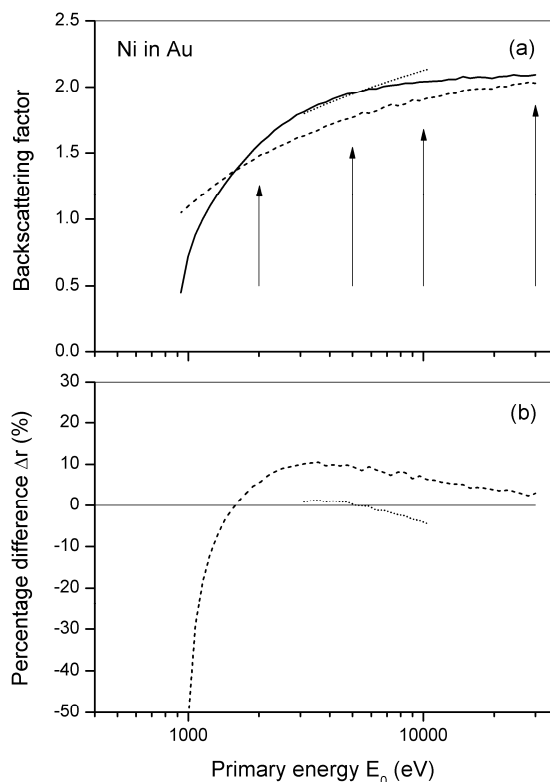 Ni in Au
(a)
Backscattering factor
2.5
2.0
1.5
1.0
0.5
0.0
(b)
Percentage difference Δr (%)
30
20
10
0
-10
-20
-30
-40
-50
1000 10000
Primary energy E₀ (eV)